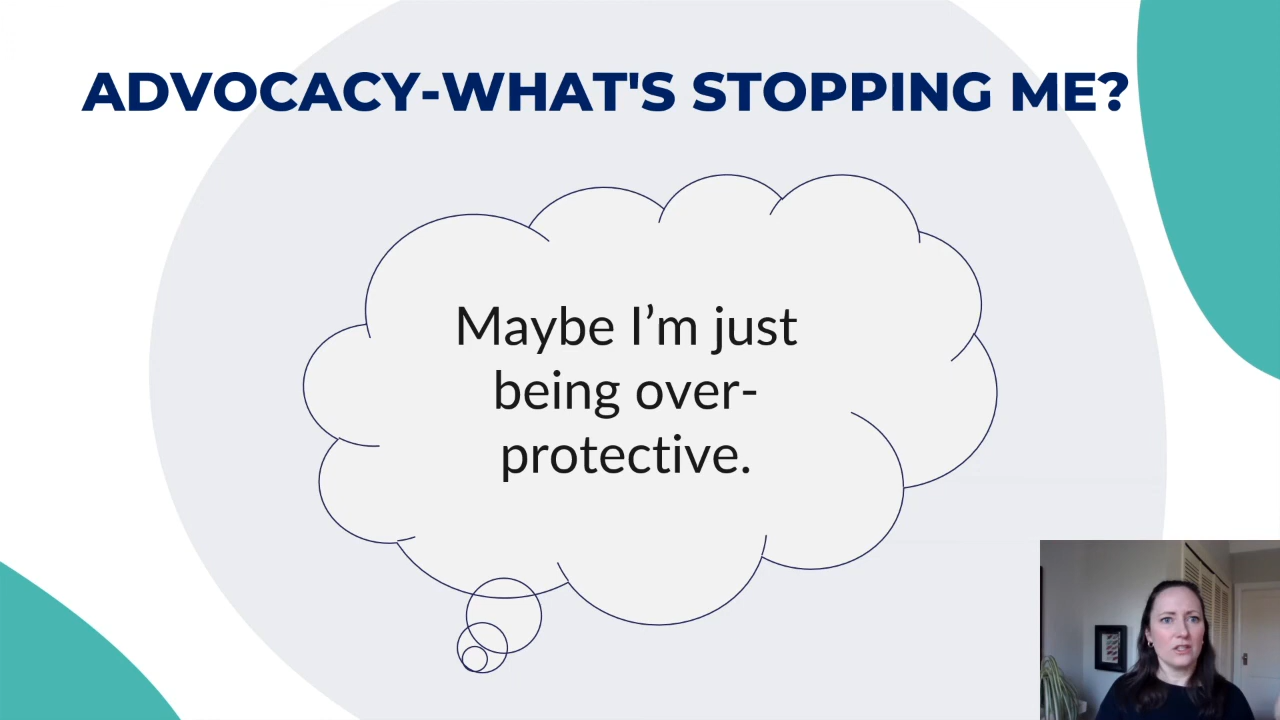 ADVOCACY-WHAT'S STOPPING ME?
Maybe I’m just
being over-
protective.